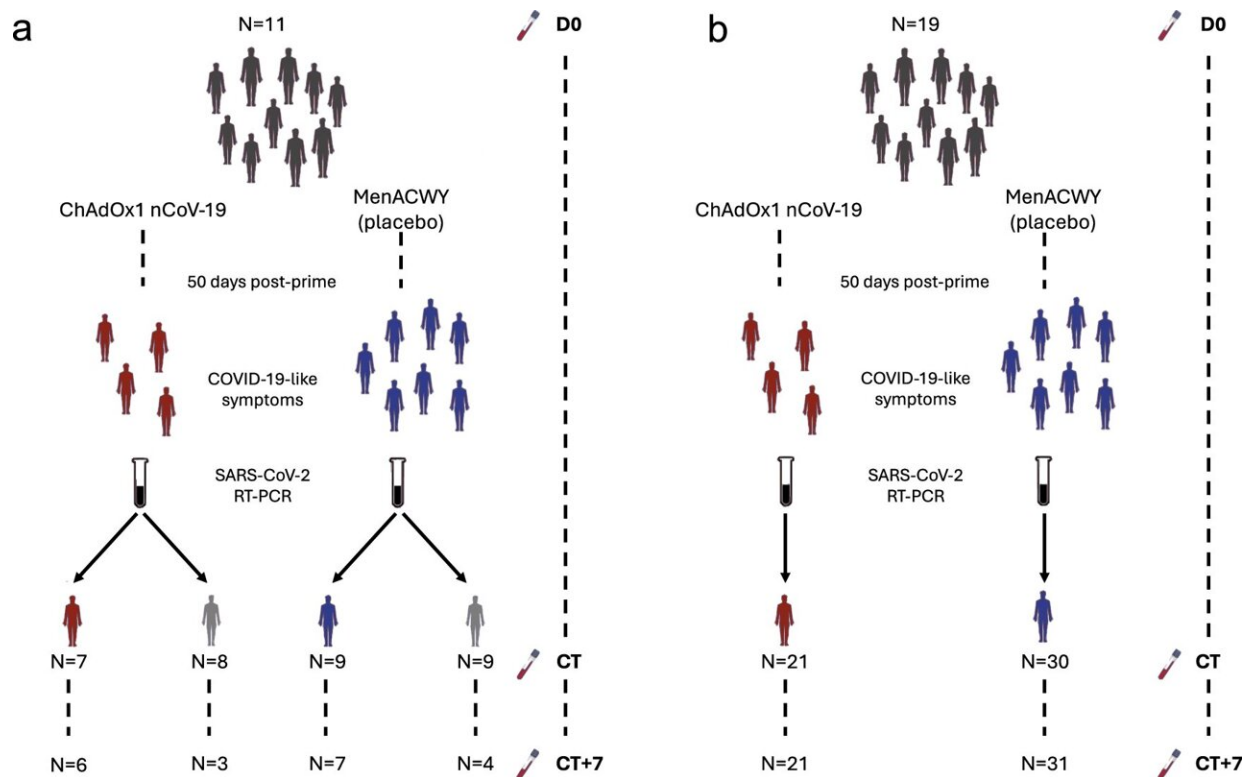 a
N=11
D0
ChAdOx1 nCoV-19
MenACWY
(placebo)
50 days post-prime
COVID-19-like
symptoms
SARS-CoV-2
RT-PCR
N=7 N=8 N=9 N=9 CT
N=6 N=3 N=7 N=4 CT+7
b
N=19
D0
ChAdOx1 nCoV-19
MenACWY
(placebo)
50 days post-prime
COVID-19-like
symptoms
SARS-CoV-2
RT-PCR
N=21 N=30 CT
N=21 N=31 CT+7